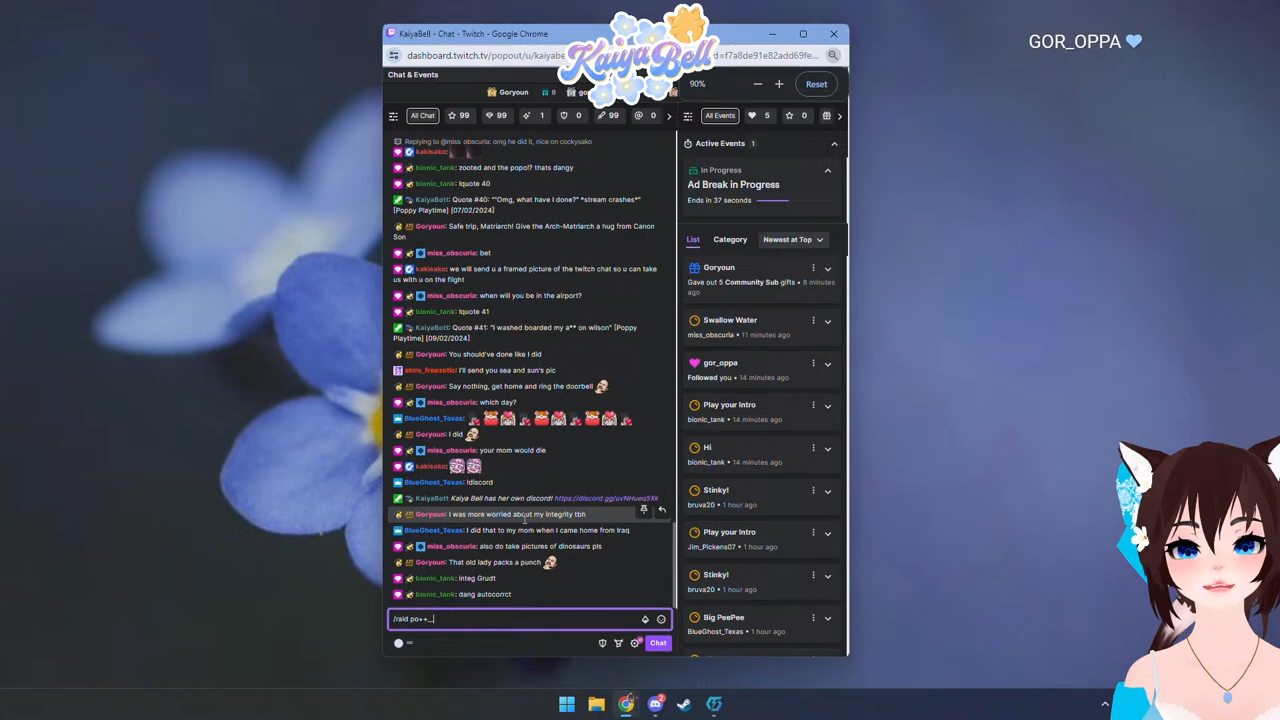 KaiyaBell - Chat - Twitch - Google Chrome
KaiyaBell
GOR_OPPA
dashboard.twitch.tv/popout/u/kaiyabe
d=f7a8de91e82add69fe...
Chat & Events
90%
Reset
Goryoun
8
All Chat
99
99
1
0
99
0
All Events
5
0
Replying to @miss_obscuria: omg he did it, nice on cockysako
kakisako:
bionic_tank: zooted and the popo!? thats dangy
bionic_tank: !quote 40
KaiyaBott: Quote #40: ""Omg, what have I done?" *stream crashes*"
[Poppy Playtime] [07/02/2024]
Goryoun: Safe trip, Matriarch! Give the Arch-Matriarch a hug from Canon
Son
miss_obscuria: bet
kakisako: we will send u a framed picture of the twitch chat so u can take
us with u on the flight
miss_obscuria: when will you be in the airport?
bionic_tank: !quote 41
KaiyaBott: Quote #41: "I washed boarded my a** on wilson" [Poppy
Playtime] [09/02/2024]
Goryoun: You should've done like I did
shiro_freezotic: I'll send you sea and sun's pic
Goryoun: Say nothing, get home and ring the doorbell
miss_obscuria: which day?
BlueGhost_Texas:
Goryoun: I did
miss_obscuria: your mom would die
kakisako:
BlueGhost_Texas: !discord
KaiyaBott Kaiya Bell has her own discord! https://discord.gg/uvNHueq5Xk
Goryoun: I was more worried about my integrity tbh
BlueGhost_Texas: I did that to my mom when I came home from Iraq
miss_obscuria: also do take pictures of dinosaurs pls
Goryoun: That old lady packs a punch
bionic_tank: integ Grudt
bionic_tank: dang autocorrct
/raid po++_
Chat
Active Events 1
In Progress
Ad Break in Progress
Ends in 37 seconds
List
Category
Newest at Top
Goryoun
Gave out 5 Community Sub gifts • 8 minutes
ago
Swallow Water
miss_obscuria • 11 minutes ago
gor_oppa
Followed you • 14 minutes ago
Play your Intro
bionic_tank • 14 minutes ago
Hi
bionic_tank • 14 minutes ago
Stinky!
bruva20 • 1 hour ago
Play your Intro
Jim_Pickens07 • 1 hour ago
Stinky!
bruva20 • 1 hour ago
Big PeePee
BlueGhost_Texas • 1 hour ago
2